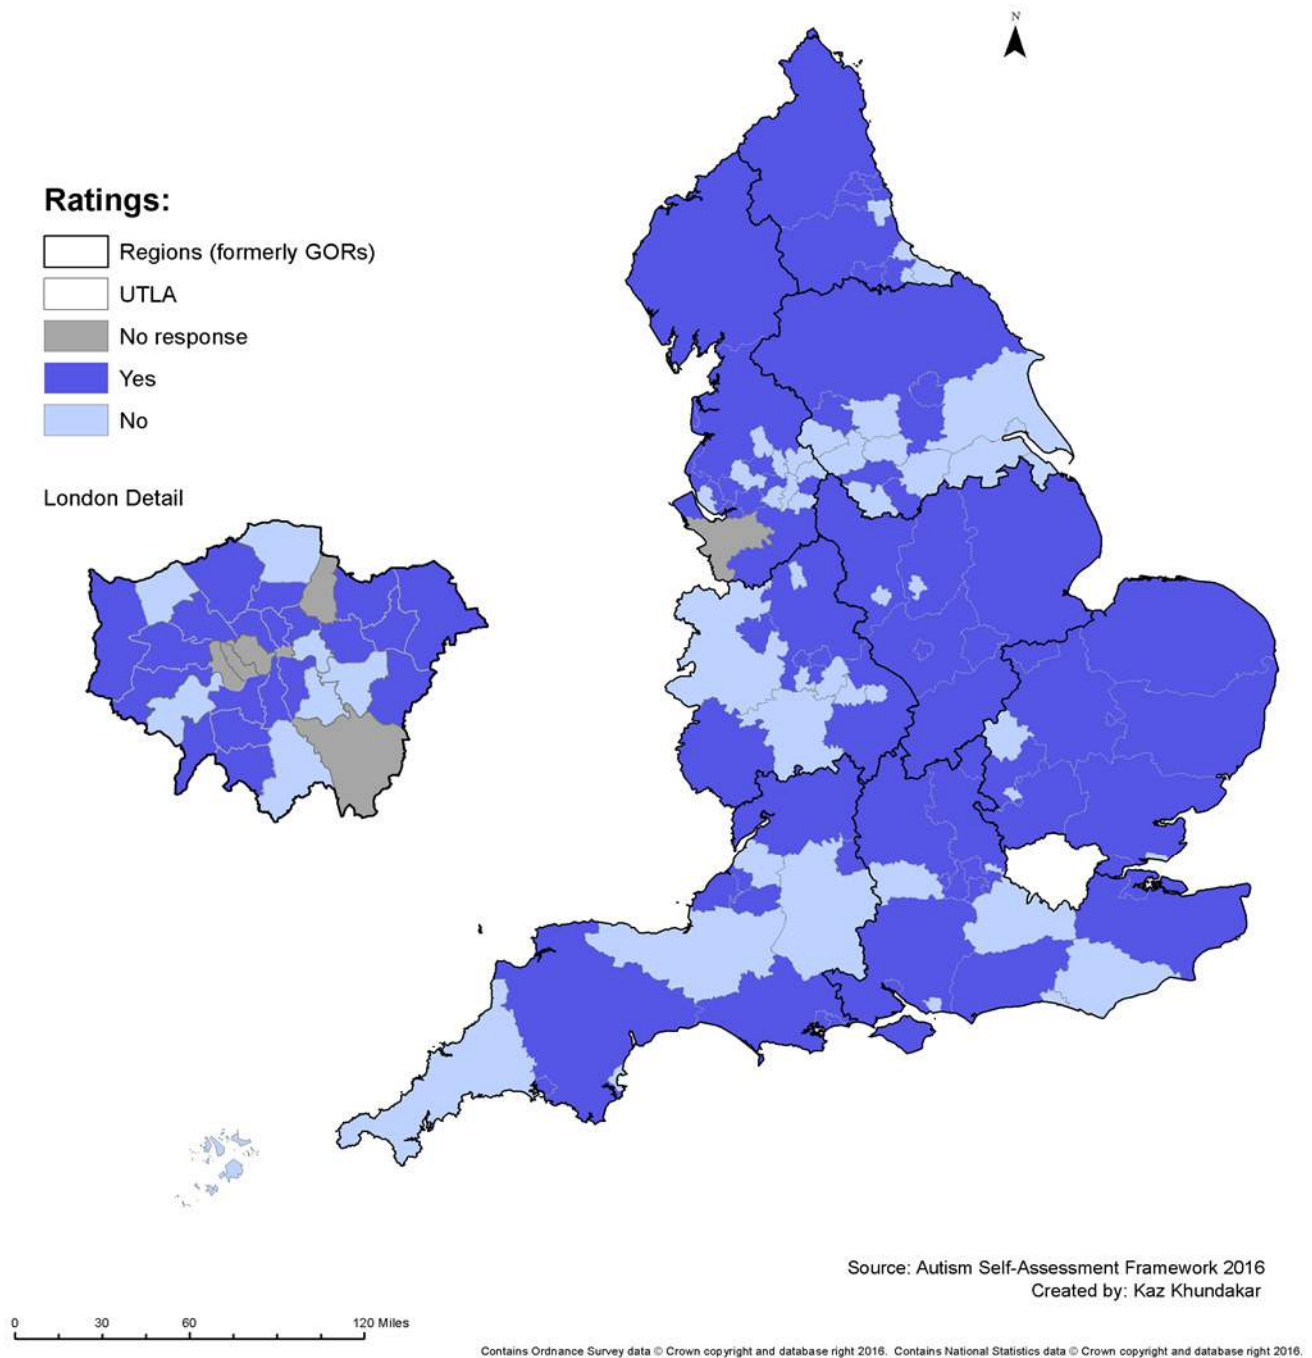 N
Ratings:
Regions (formerly GORs)
UTLA
No response
Yes
No
London Detail
Source: Autism Self-Assessment Framework 2016
Created by: Kaz Khundakar
0 30 60 120 Miles
Contains Ordnance Survey data © Crown copyright and database right 2016. Contains National Statistics data © Crown copyright and database right 2016.